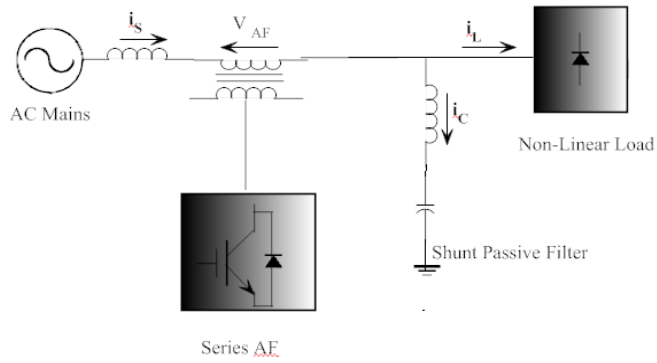 i_S
V_AF
i_L
AC Mains
i_C
Non-Linear Load
Shunt Passive Filter
Series AF